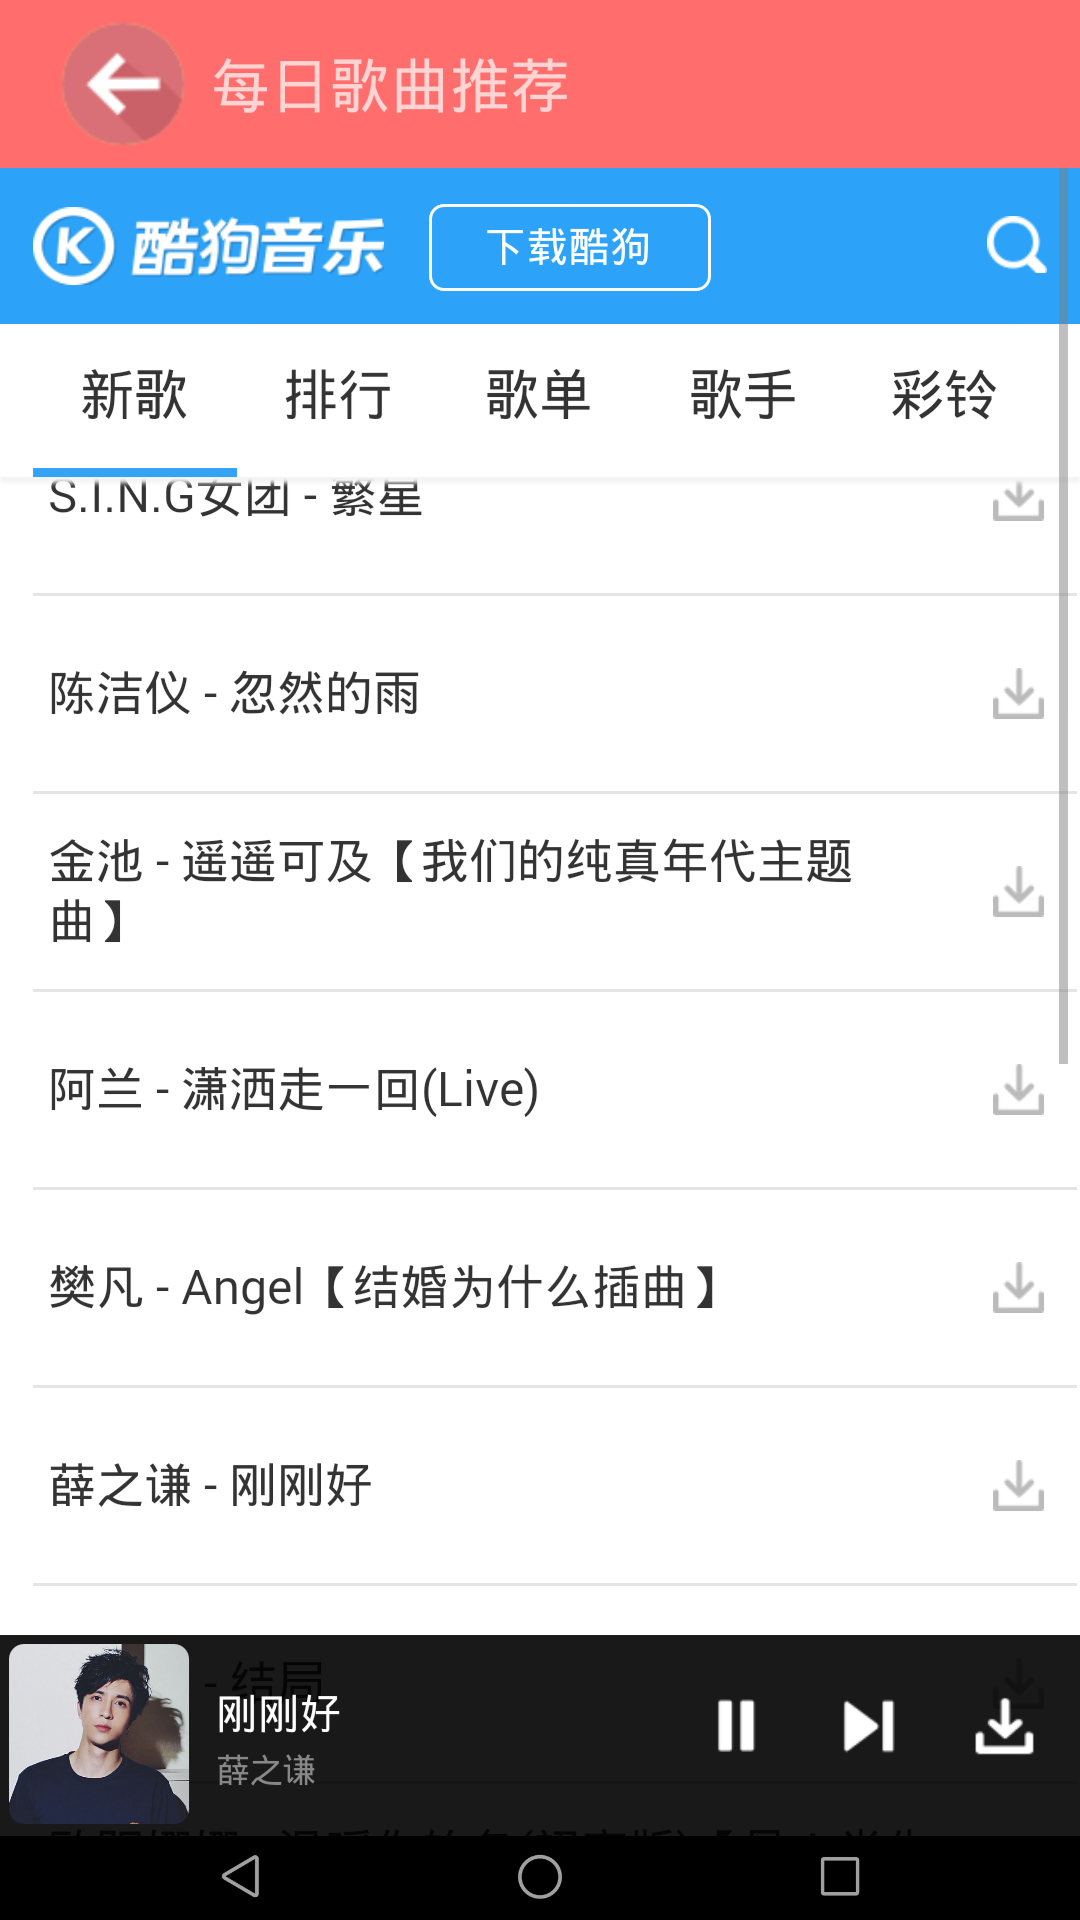 每日歌曲推荐
酷狗音乐
下载酷狗
新歌 排行 歌单 歌手 彩铃
S.I.N.G女团 - 繁星
陈洁仪 - 忽然的雨
金池 - 遥遥可及【我们的纯真年代主题
曲】
阿兰 - 潇洒走一回(Live)
樊凡 - Angel【结婚为什么插曲】
薛之谦 - 刚刚好
- 结局
刚刚好
薛之谦